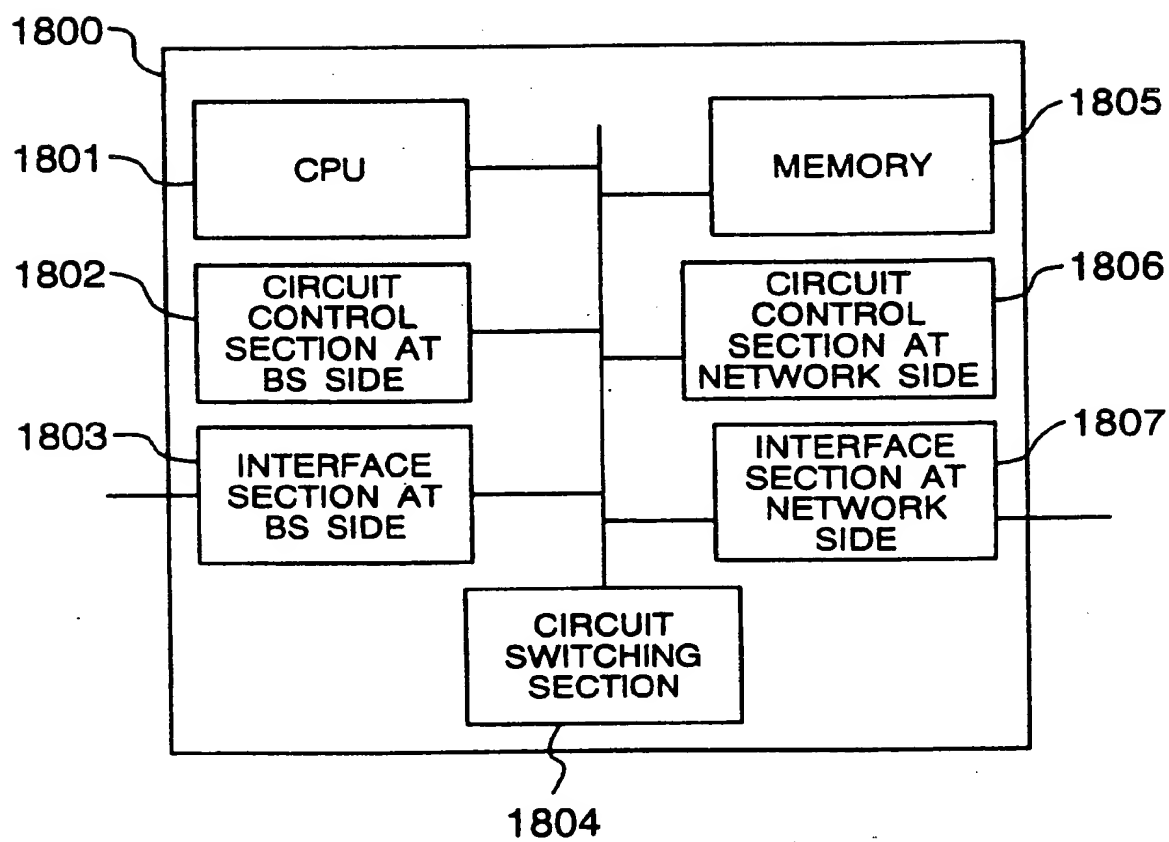 1800
1801
CPU
1805
MEMORY
1802
CIRCUIT
CONTROL
SECTION AT
BS SIDE
1806
CIRCUIT
CONTROL
SECTION AT
NETWORK SIDE
1803
INTERFACE
SECTION AT
BS SIDE
1807
INTERFACE
SECTION AT
NETWORK
SIDE
CIRCUIT
SWITCHING
SECTION
1804